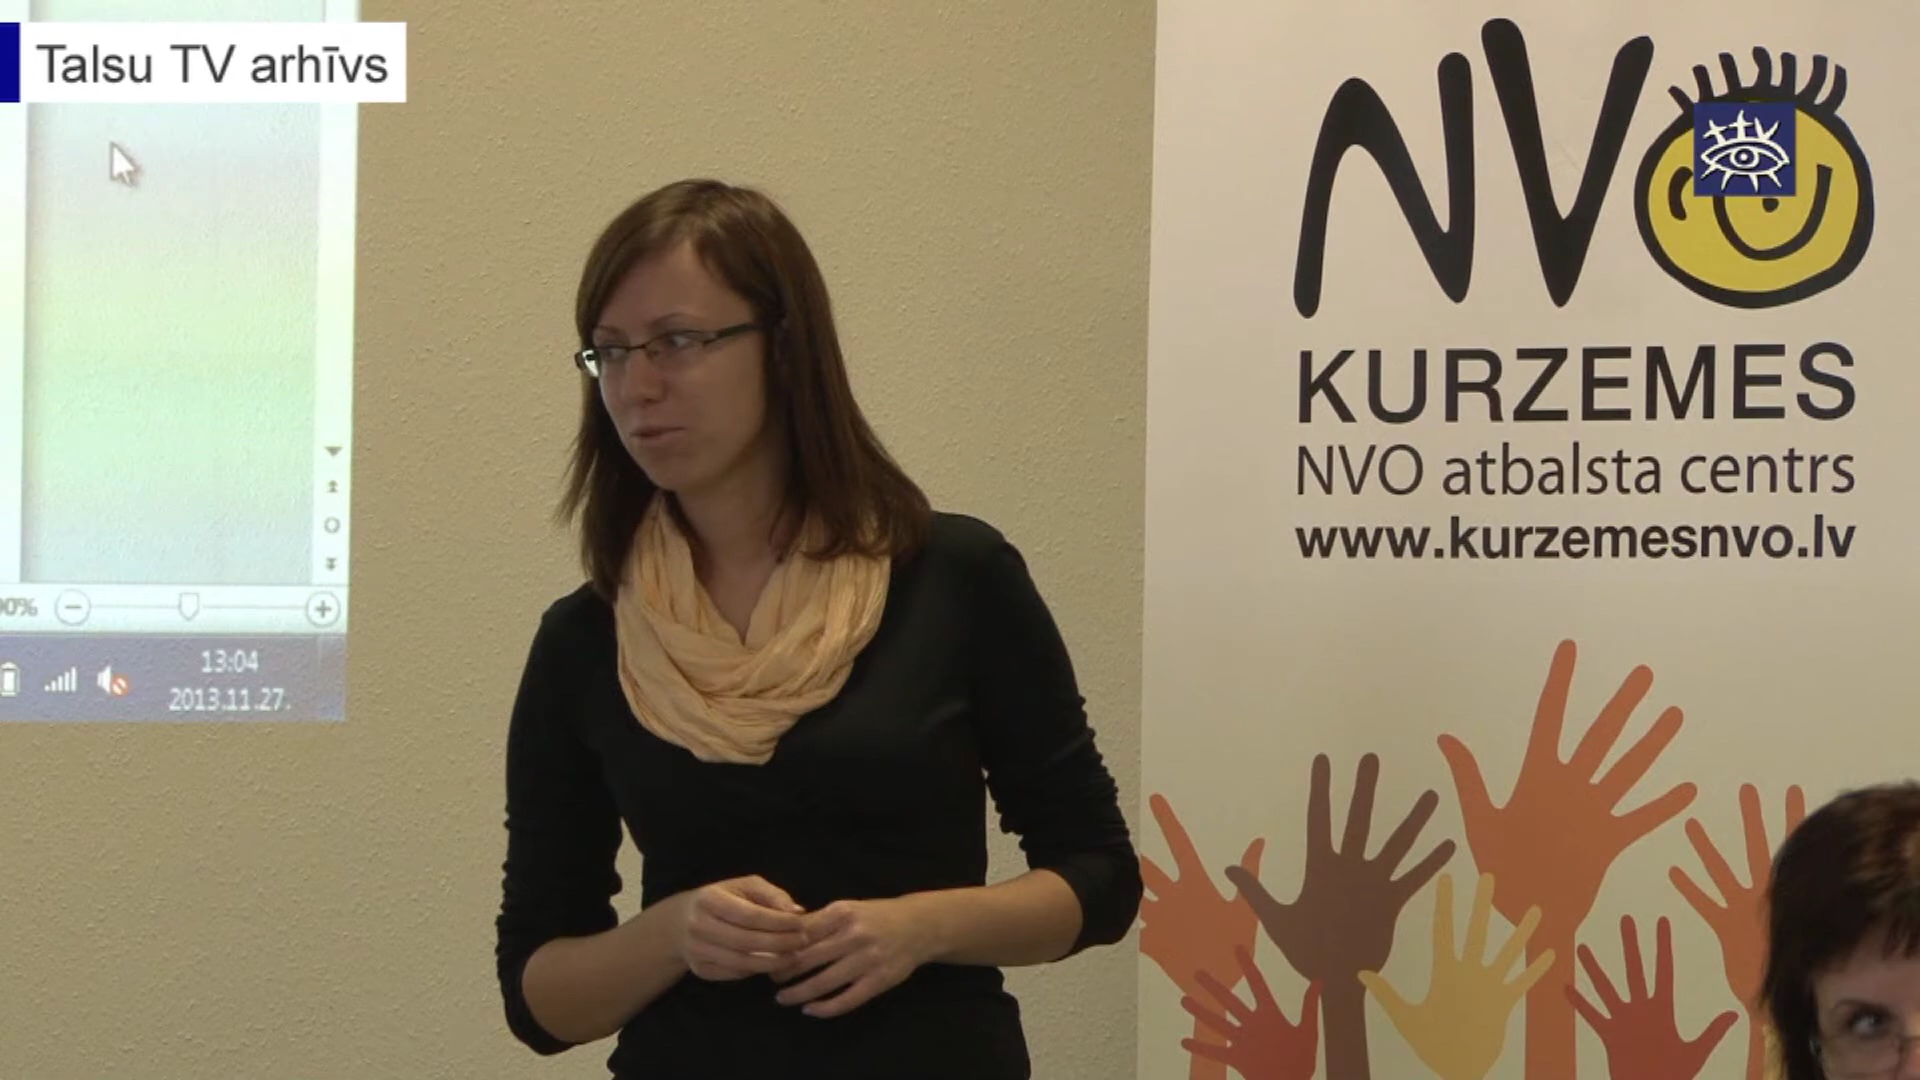 Talsu TV arhīvs
NVO
KURZEMES
NVO atbalsta centrs
www.kurzemesnvo.lv
13:04
2013.11.27.